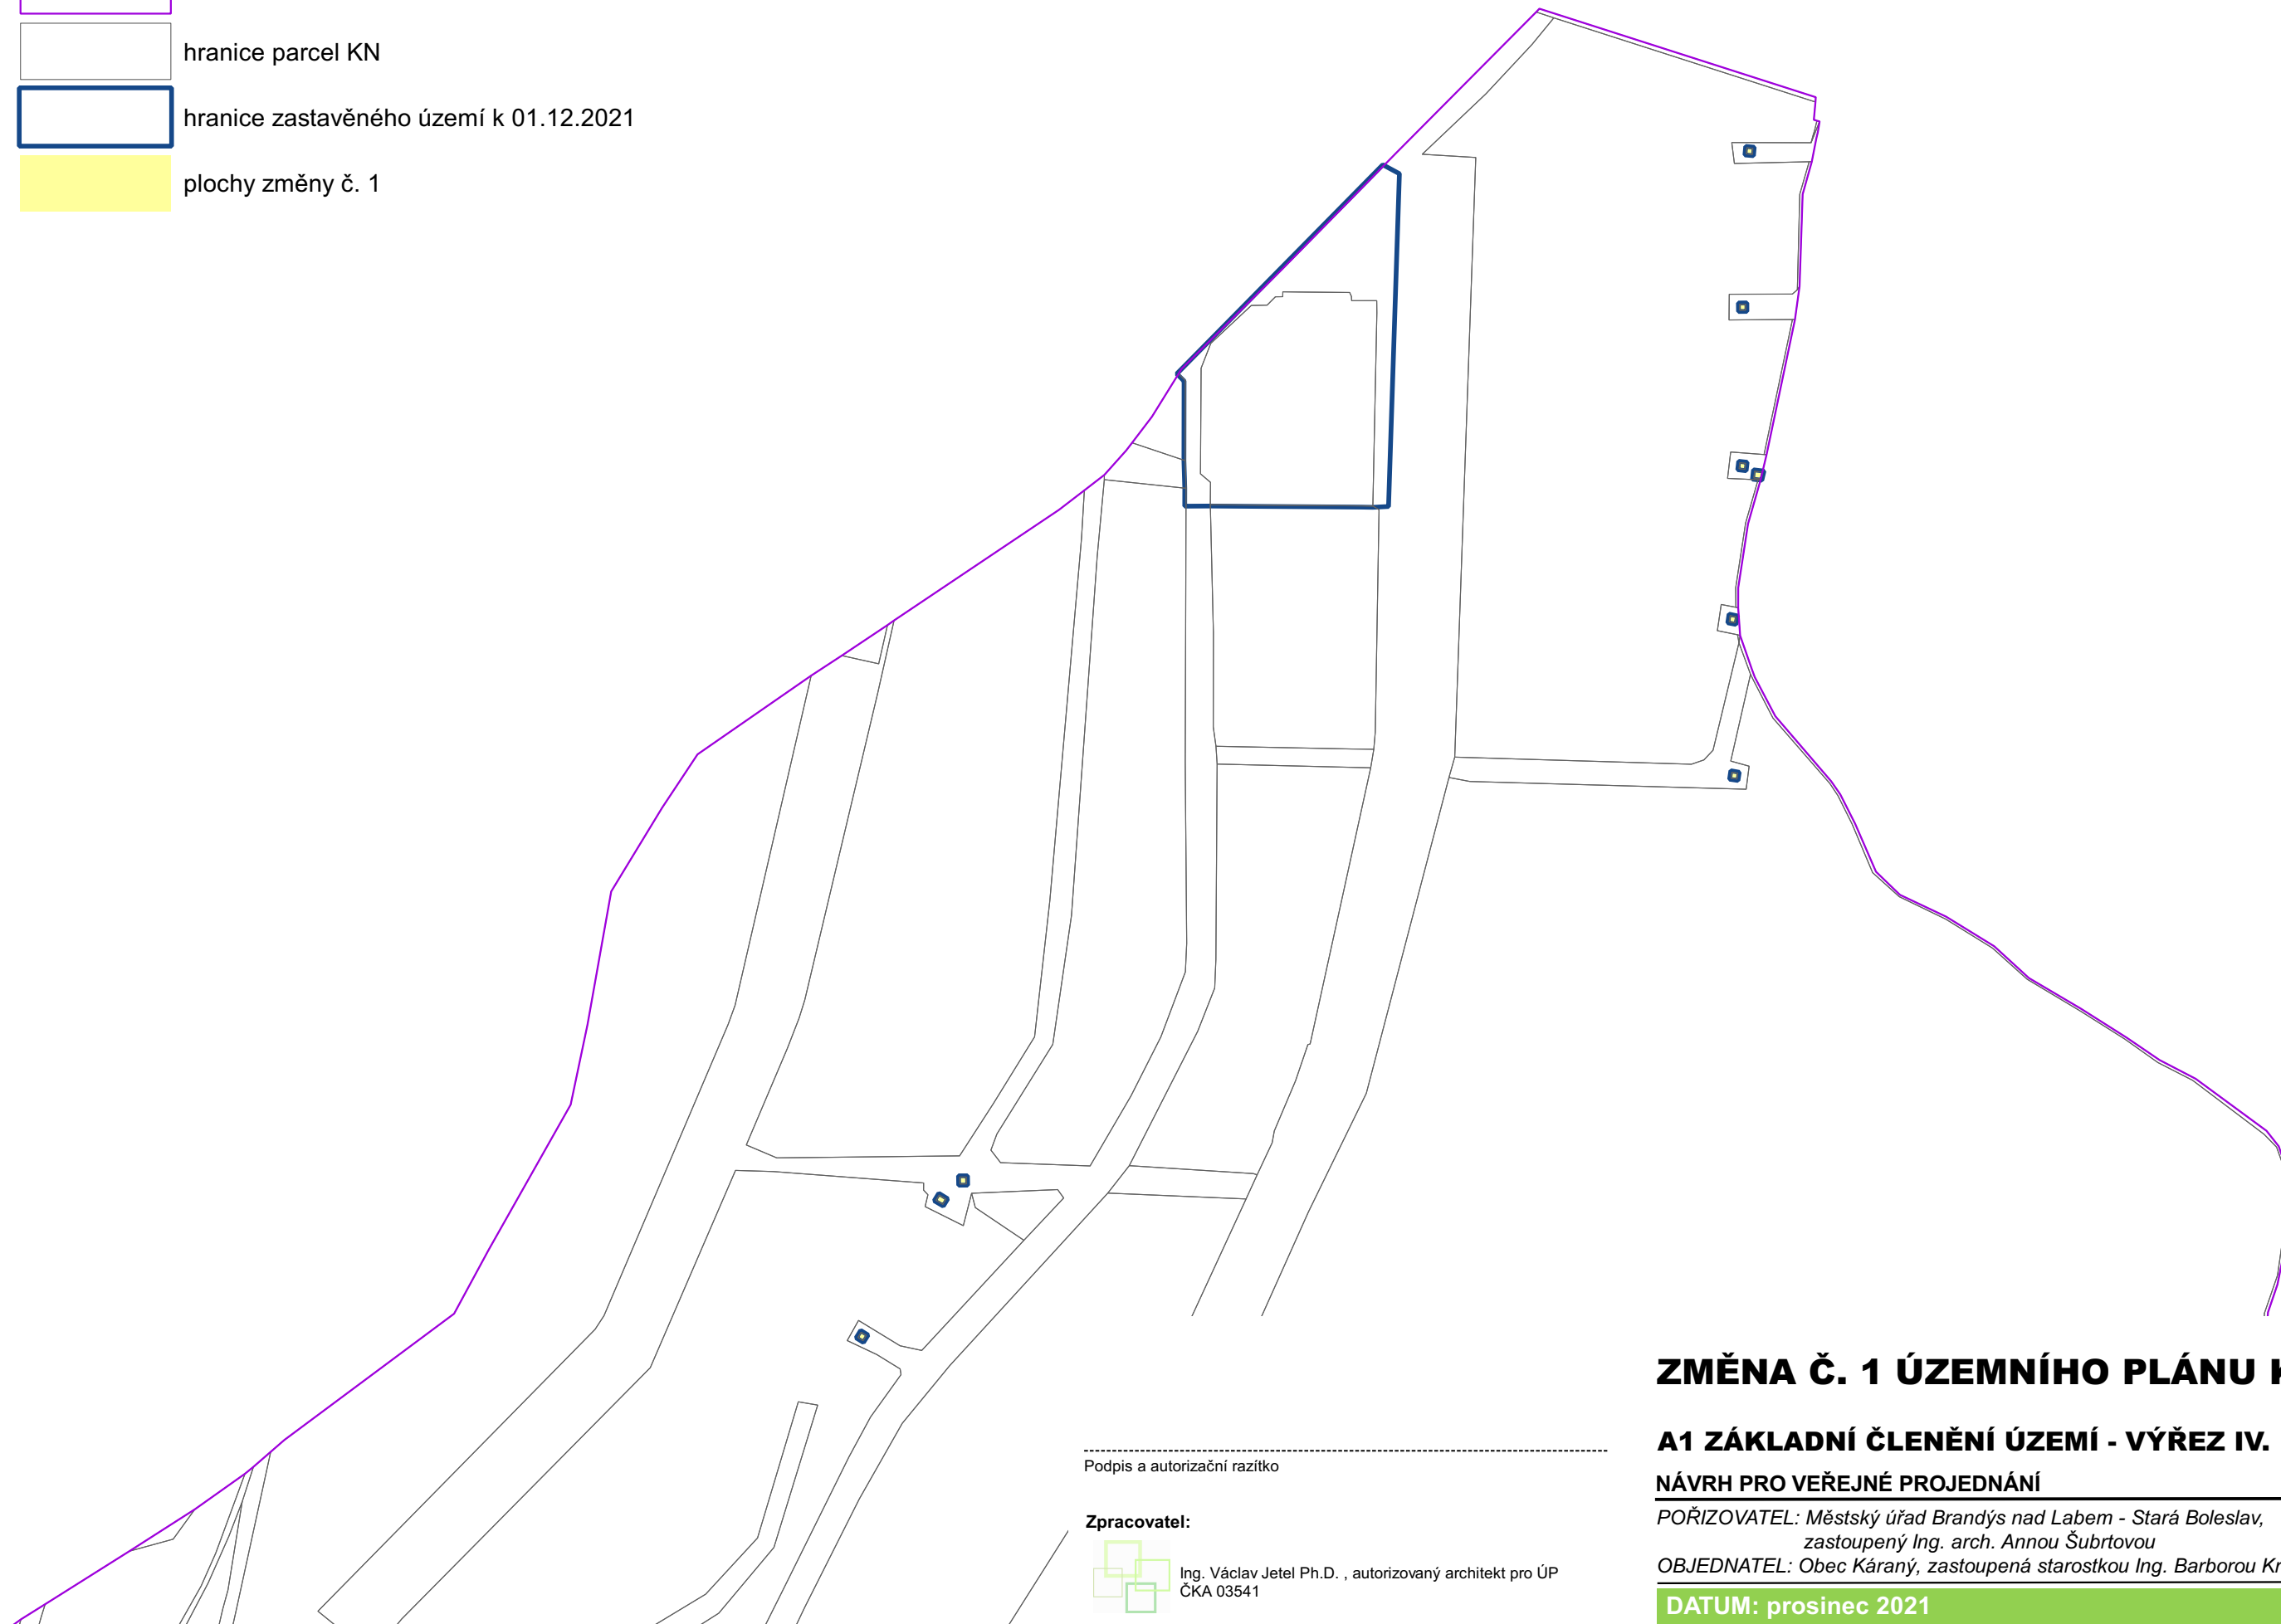 hranice parcel KN
hranice zastavěného území k 01.12.2021
plochy změny č. 1
Podpis a autorizační razítko
Zpracovatel:
Ing. Václav Jetel Ph.D. , autorizovaný architekt pro ÚP
ČKA 03541
ZMĚNA Č. 1 ÚZEMNÍHO PLÁNU
A1 ZÁKLADNÍ ČLENĚNÍ ÚZEMÍ - VÝŘEZ IV.
NÁVRH PRO VEŘEJNÉ PROJEDNÁNÍ
POŘIZOVATEL: Městský úřad Brandýs nad Labem - Stará Boleslav,
zastoupený Ing. arch. Annou Šubrtovou
OBJEDNATEL: Obec Káraný, zastoupená starostkou Ing. Barborou
DATUM: prosinec 2021